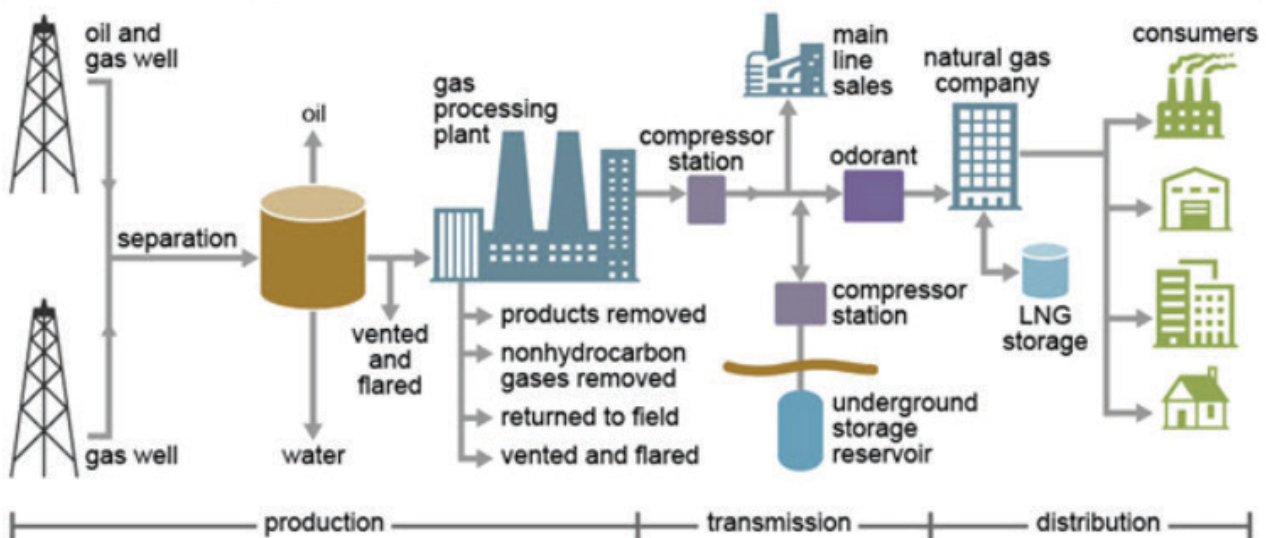 oil and
gas well
gas well
separation
oil
water
vented
and
flared
gas
processing
plant
products removed
nonhydrocarbon
gases removed
returned to field
vented and flared
compressor
station
main
line
sales
odorant
compressor
station
underground
storage
reservoir
natural gas
company
LNG
storage
consumers
production
transmission
distribution